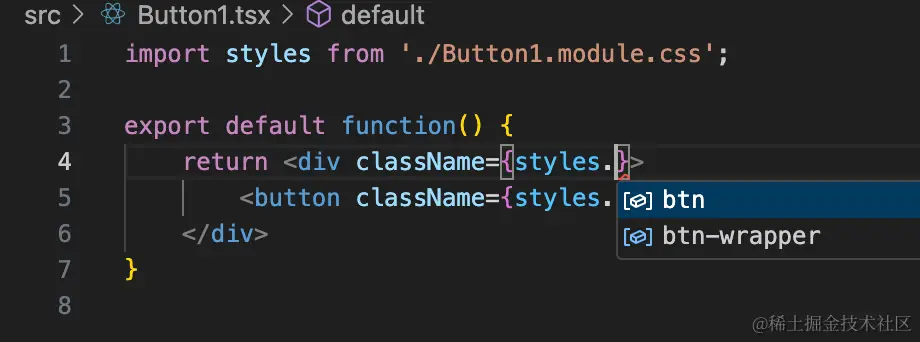 src > Button1.tsx > default
1 import styles from './Button1.module.css';
2
3 export default function() {
4 return <div className={styles.}>
5 <button className={styles.
btn
btn-wrapper
6 </div>
7 }
8
@稀土掘金技术社区